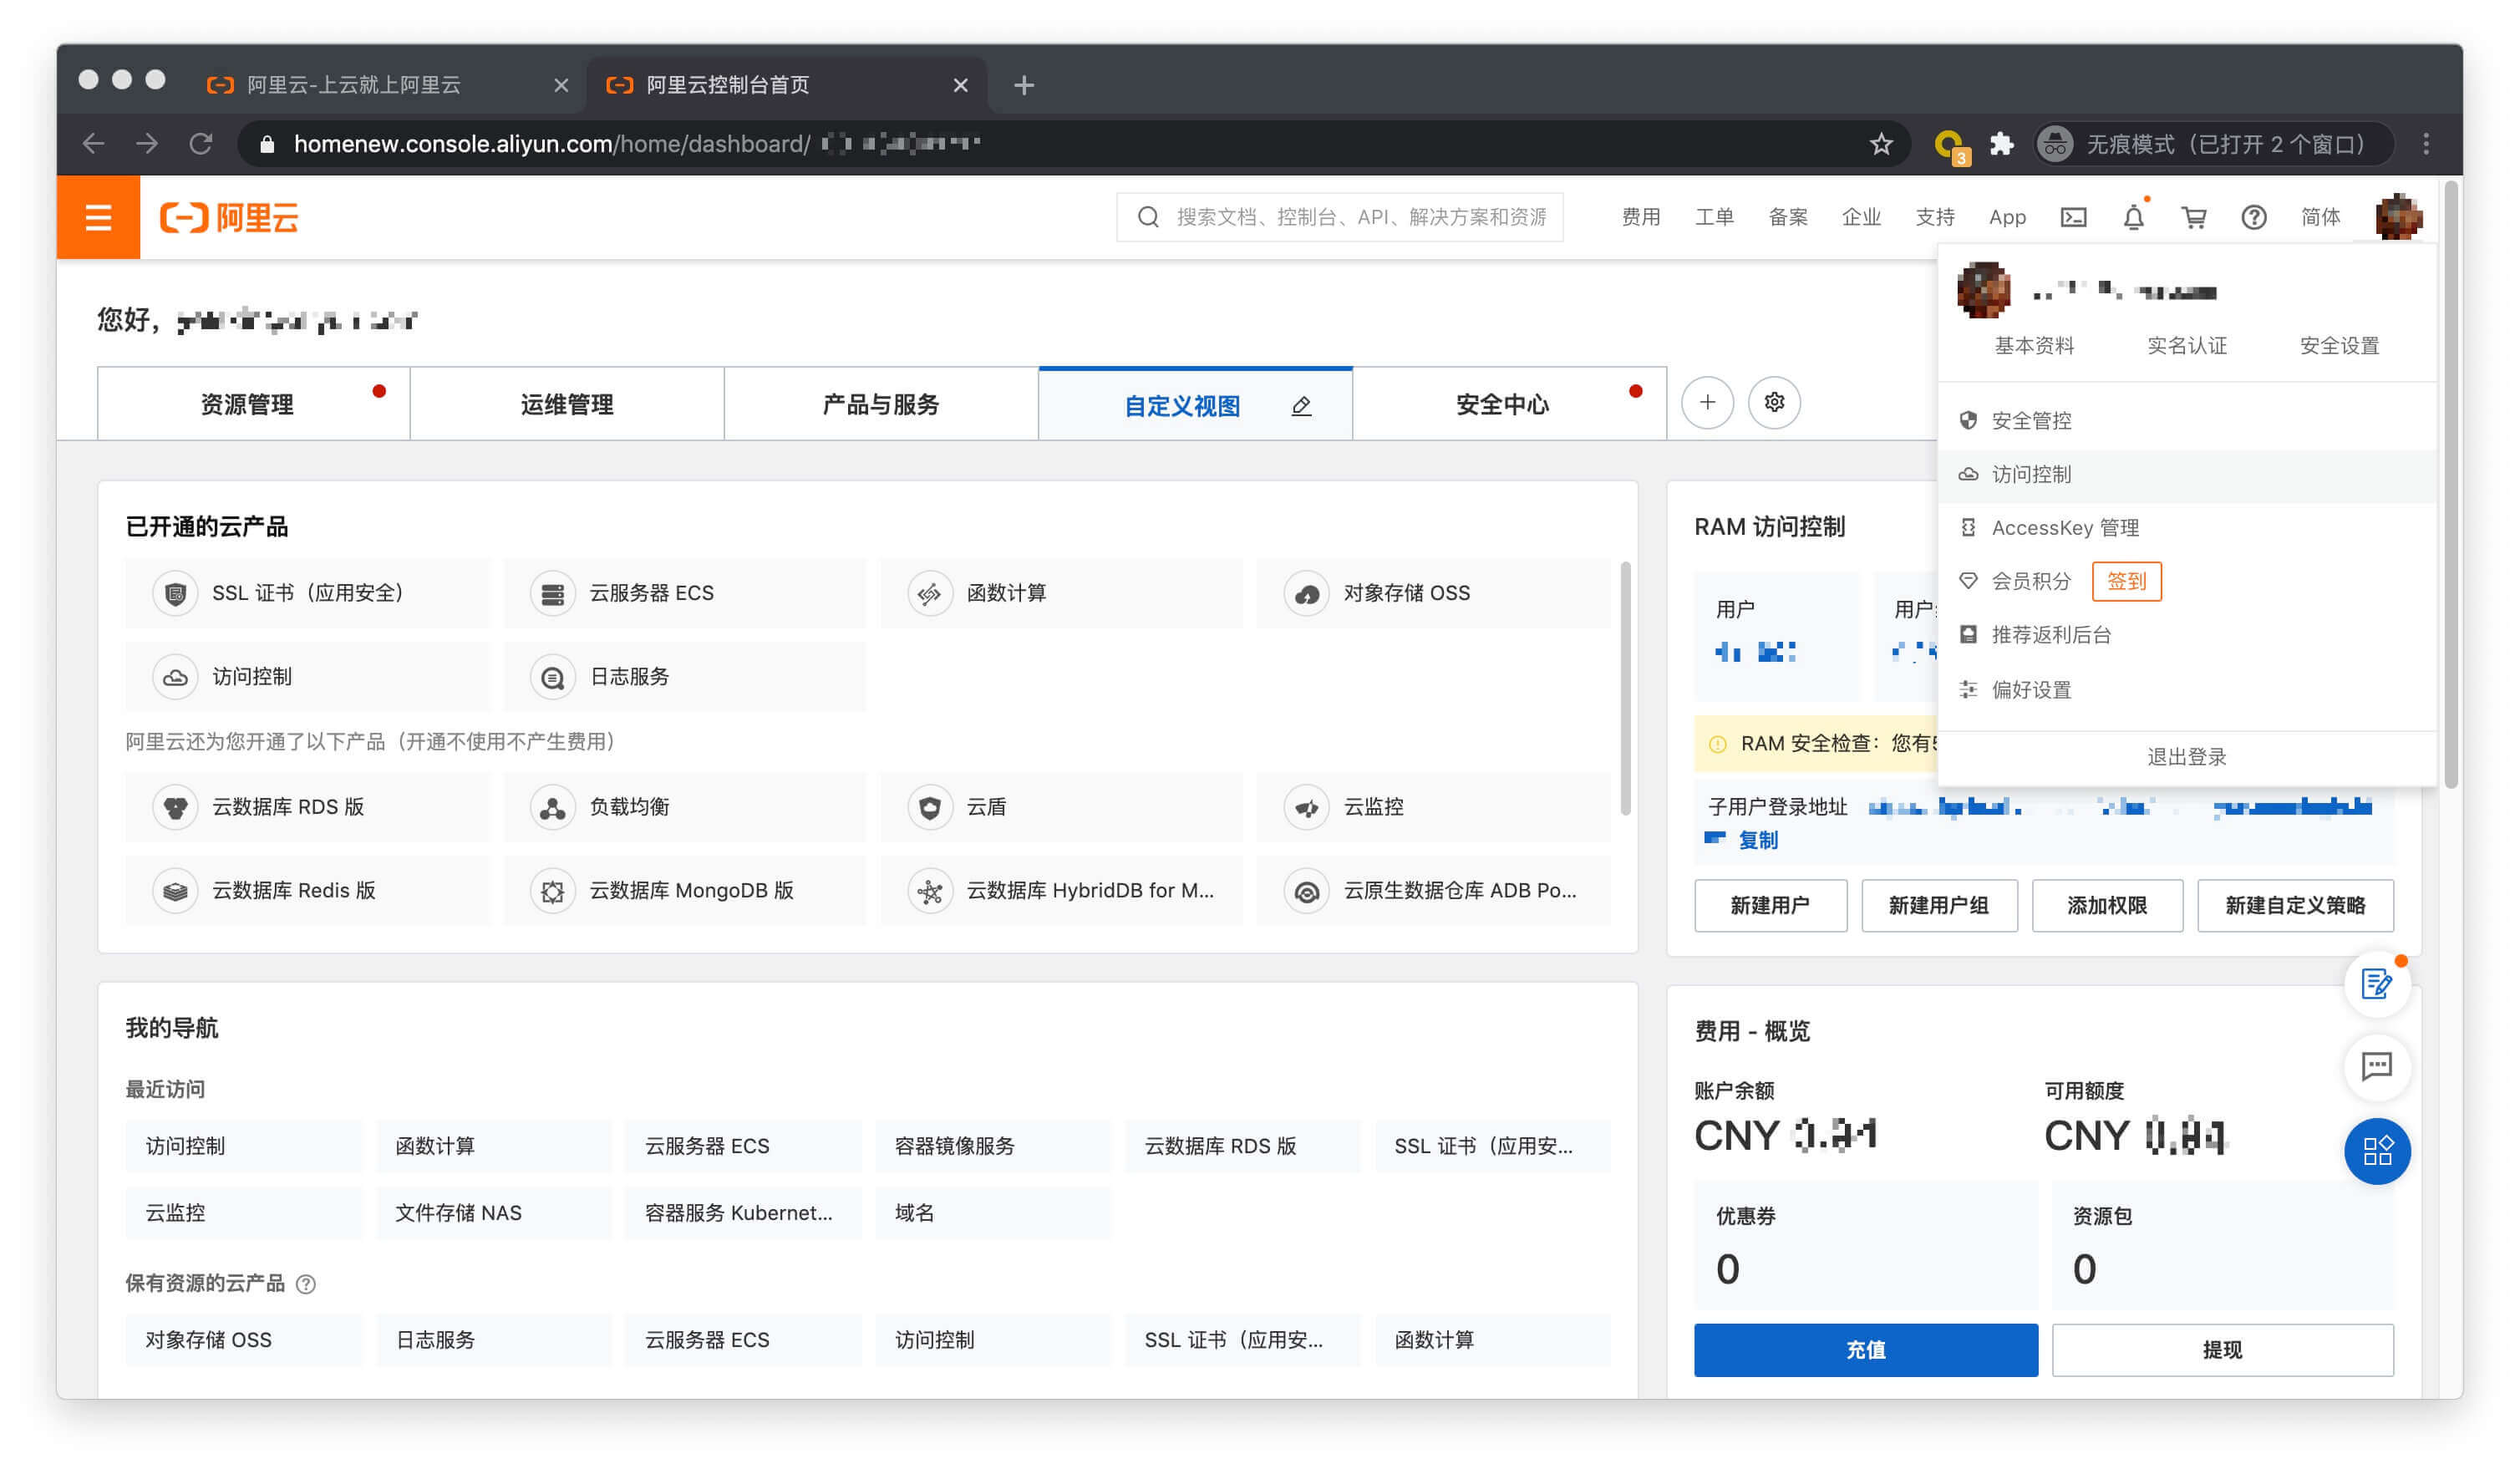 阿里云-上云就上阿里云
阿里云控制台首页
homenew.console.aliyun.com/home/dashboard/
3
无痕模式（已打开 2 个窗口）
阿里云
搜索文档、控制台、API、解决方案和资源
费用 工单 备案 企业 支持 App 简体
您好，
基本资料 实名认证 安全设置
安全管控
访问控制
AccessKey 管理
会员积分 签到
推荐返利后台
偏好设置
退出登录
资源管理 运维管理 产品与服务 自定义视图 安全中心
已开通的云产品
SSL 证书（应用安全） 云服务器 ECS 函数计算 对象存储 OSS
访问控制 日志服务
阿里云还为您开通了以下产品（开通不使用不产生费用）
云数据库 RDS 版 负载均衡 云盾 云监控
云数据库 Redis 版 云数据库 MongoDB 版 云数据库 HybridDB for M... 云原生数据仓库 ADB Po...
RAM 访问控制
用户 用户
RAM 安全检查：您有
子用户登录地址
复制
新建用户 新建用户组 添加权限 新建自定义策略
我的导航
最近访问
访问控制 函数计算 云服务器 ECS 容器镜像服务 云数据库 RDS 版 SSL 证书（应用安...
云监控 文件存储 NAS 容器服务 Kubernet... 域名
保有资源的云产品
对象存储 OSS 日志服务 云服务器 ECS 访问控制 SSL 证书（应用安... 函数计算
费用 - 概览
账户余额 可用额度
CNY CNY
优惠券 资源包
0 0
充值 提现